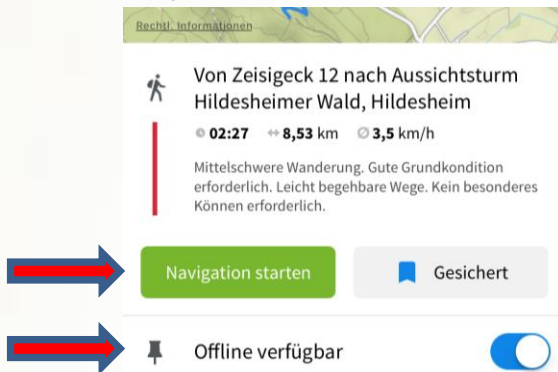 Rechtl. Informationen
Von Zeisigeck 12 nach Aussichtsturm
Hildesheimer Wald, Hildesheim
02:27 ↔ 8,53 km Ø 3,5 km/h
Mittelschwere Wanderung. Gute Grundkondition
erforderlich. Leicht begehbare Wege. Kein besonderes
Können erforderlich.
Navigation starten
Gesichert
Offline verfügbar